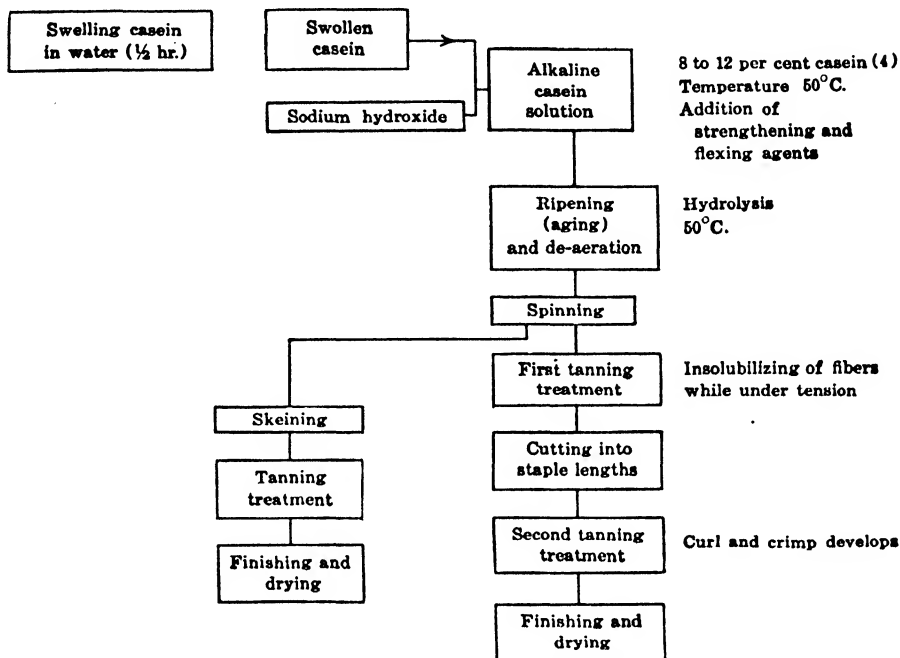 Swelling casein
in water (½ hr.)
Swollen
casein
Sodium hydroxide
Alkaline
casein
solution
8 to 12 per cent casein (4)
Temperature 50°C.
Addition of
strengthening and
flexing agents
Ripening
(aging)
and de-aeration
Hydrolysis
50°C.
Spinning
First tanning
treatment
Insolubilizing of fibers
while under tension
Skeining
Cutting into
staple lengths
Tanning
treatment
Second tanning
treatment
Curl and crimp develops
Finishing and
drying
Finishing and
drying